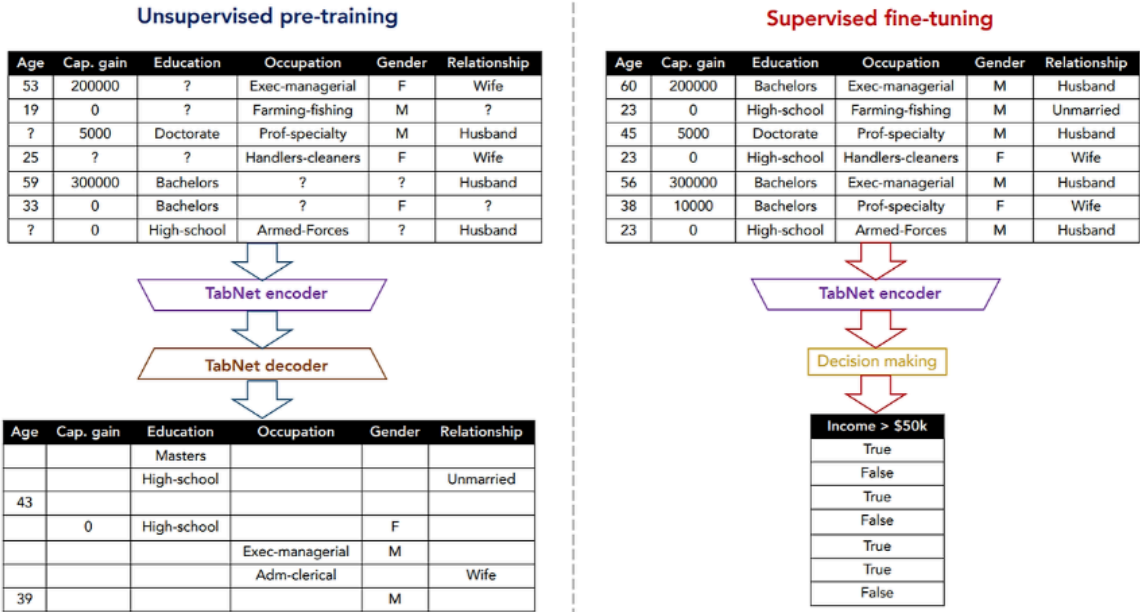 Unsupervised pre-training
Age Cap. gain Education Occupation Gender Relationship
53 200000 ? Exec-managerial F Wife
19 0 ? Farming-fishing M ?
? 5000 Doctorate Prof-specialty M Husband
25 ? ? Handlers-cleaners F Wife
59 300000 Bachelors ? ? Husband
33 0 Bachelors ? F ?
? 0 High-school Armed-Forces ? Husband
TabNet encoder
TabNet decoder
Age Cap. gain Education Occupation Gender Relationship
Masters
High-school Unmarried
43
0 High-school F
Exec-managerial M
Adm-clerical Wife
39 M
Supervised fine-tuning
Age Cap. gain Education Occupation Gender Relationship
60 200000 Bachelors Exec-managerial M Husband
23 0 High-school Farming-fishing M Unmarried
45 5000 Doctorate Prof-specialty M Husband
23 0 High-school Handlers-cleaners F Wife
56 300000 Bachelors Exec-managerial M Husband
38 10000 Bachelors Prof-specialty F Wife
23 0 High-school Armed-Forces M Husband
TabNet encoder
Decision making
Income > $50k
True
False
True
False
True
True
False